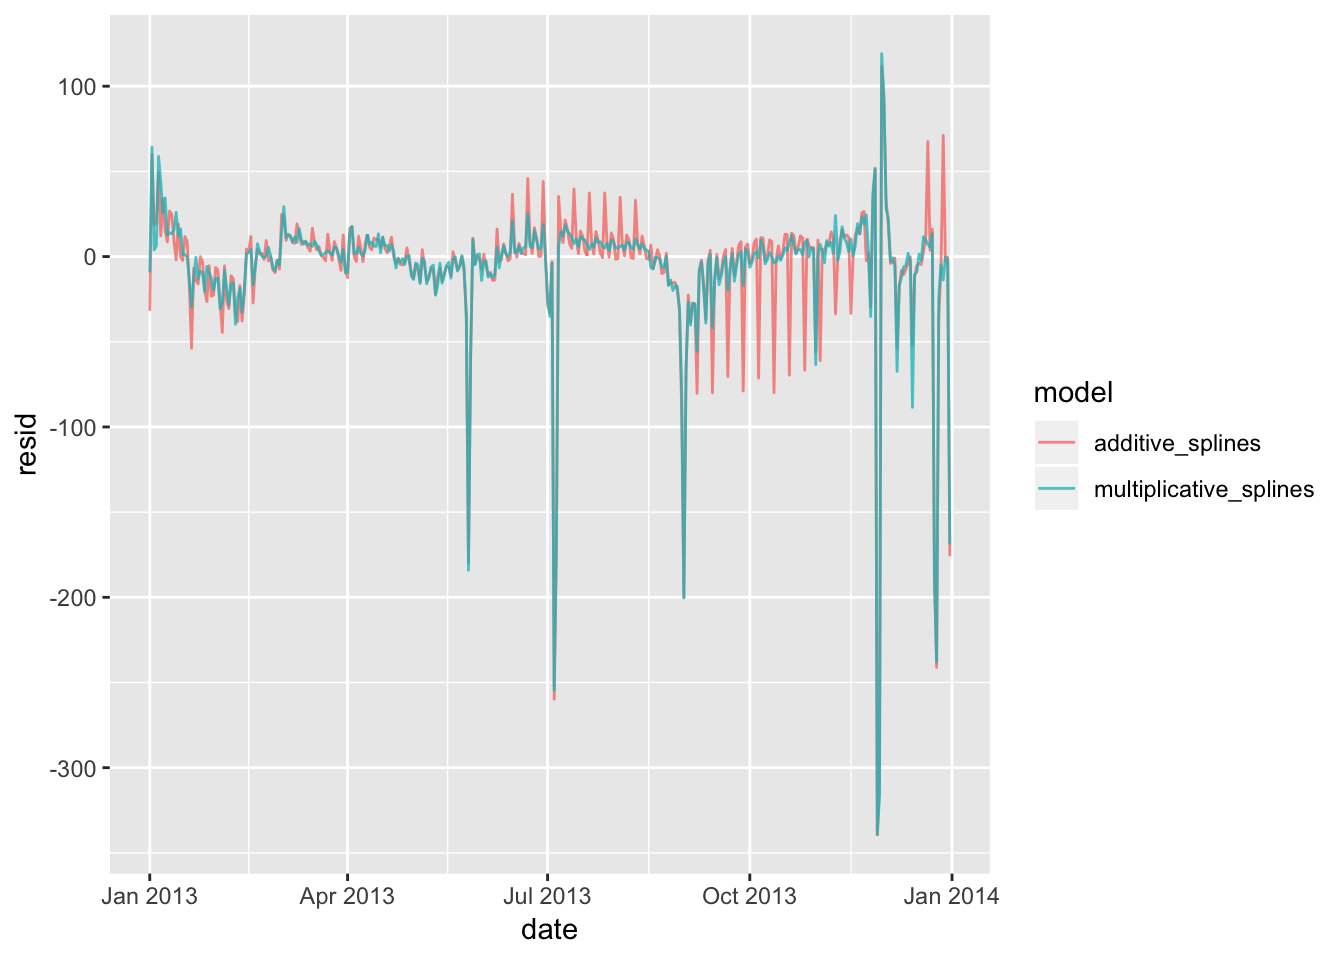 100
0
-100
-200
-300
resid
Jan 2013
Apr 2013
Jul 2013
Oct 2013
Jan 2014
date
model
additive_splines
multiplicative_splines